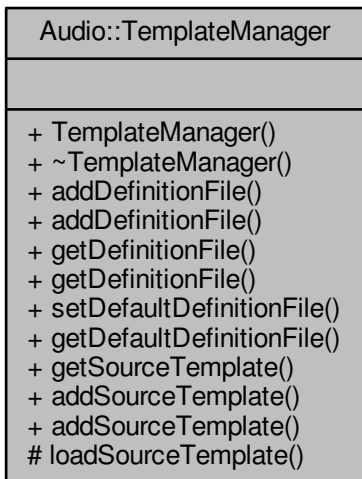 Audio::TemplateManager
+ TemplateManager()
+ ~TemplateManager()
+ addDefinitionFile()
+ addDefinitionFile()
+ getDefinitionFile()
+ getDefinitionFile()
+ setDefaultDefinitionFile()
+ getDefaultDefinitionFile()
+ getSourceTemplate()
+ addSourceTemplate()
+ addSourceTemplate()
# loadSourceTemplate()